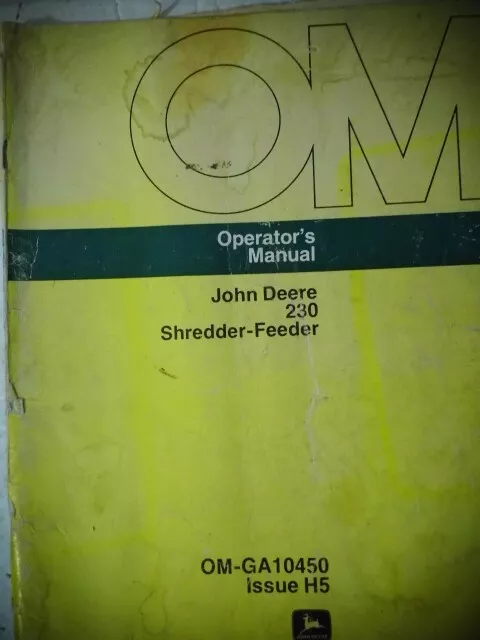 OM
Operator's
Manual
John Deere
230
Shredder-Feeder
OM-GA10450
Issue H5